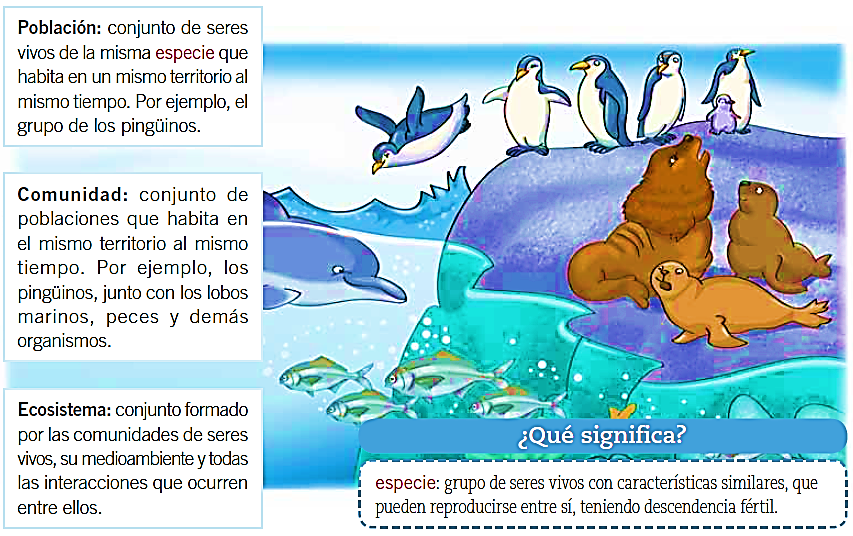 Población: conjunto de seres
vivos de la misma especie que
habita en un mismo territorio al
mismo tiempo. Por ejemplo, el
grupo de los pingüinos.
Comunidad: conjunto de
poblaciones que habita en
el mismo territorio al mismo
tiempo. Por ejemplo, los
pingüinos, junto con los lobos
marinos, peces y demás
organismos.
Ecosistema: conjunto formado
por las comunidades de seres
vivos, su medioambiente y todas
las interacciones que ocurren
entre ellos.
¿Qué significa?
especie: grupo de seres vivos con características similares, que
pueden reproducirse entre sí, teniendo descendencia fértil.